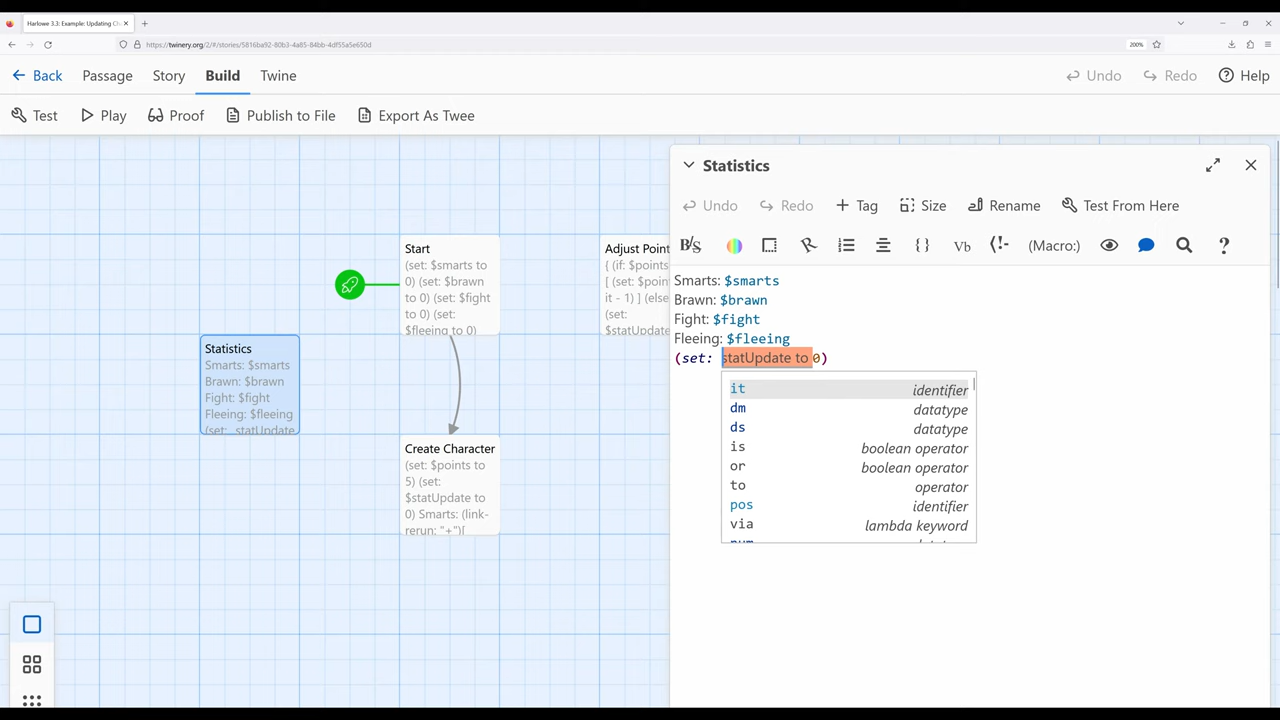 Harlowe 3.3: Example: Updating Ch
https://twinery.org/2/#/stories/5816ba92-80b3-4a85-84bb-4df55a5e650d
200%
Back
Passage
Story
Build
Twine
Undo
Redo
Help
Test
Play
Proof
Publish to File
Export As Twee
Statistics
Undo
Redo
Tag
Size
Rename
Test From Here
(Macro:)
Smarts: $smarts
Brawn: $brawn
Fight: $fight
Fleeing: $fleeing
(set: statUpdate to 0)
it identifier
dm datatype
ds datatype
is boolean operator
or boolean operator
to operator
pos identifier
via lambda keyword
Start
(set: $smarts to
0) (set: $brawn
to 0) (set: $fight
to 0) (set:
$fleeing to 0)
Adjust Point
{ (if: $points
[ (set: $point
it - 1) ] (else
(set:
$statUpdate
Statistics
Smarts: $smarts
Brawn: $brawn
Fight: $fight
Fleeing: $fleeing
(set: _statUpdate
Create Character
(set: $points to
5) (set:
$statUpdate to
0) Smarts: (link-
rerun: "+")[